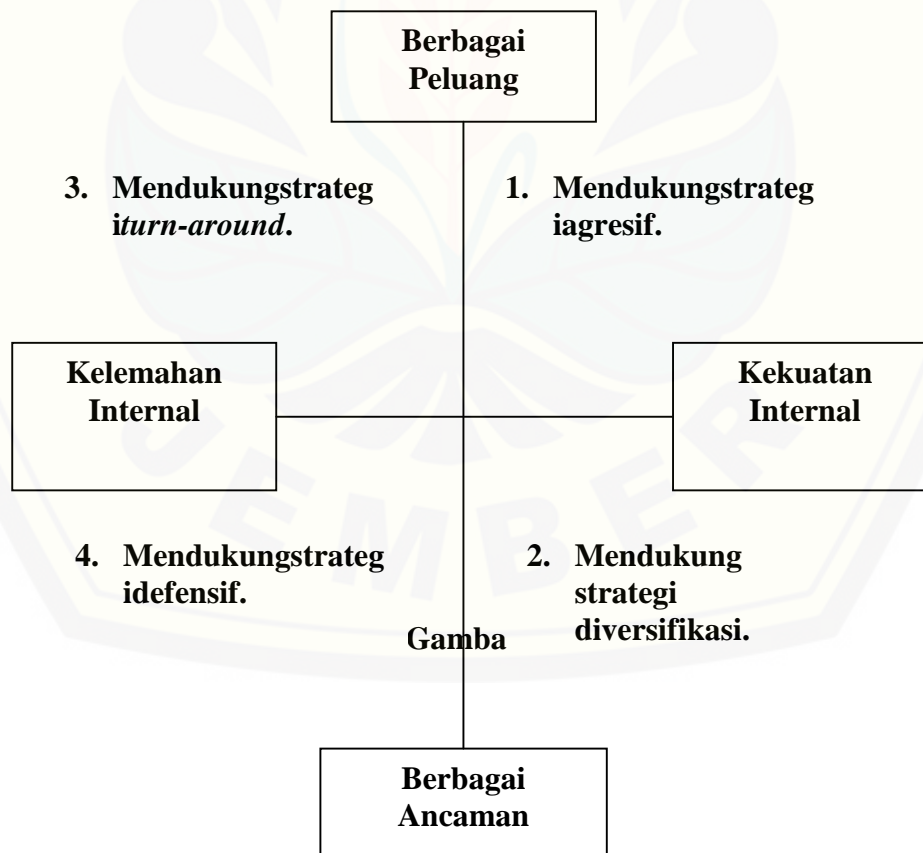 Berbagai
Peluang
3. Mendukungstrateg
iturn-around.
1. Mendukungstrateg
iagresif.
Kelemahan
Internal
Kekuatan
Internal
4. Mendukungstrateg
idefensif.
2. Mendukung
strategi
diversifikasi.
Gamba
Berbagai
Ancaman
JEMBER